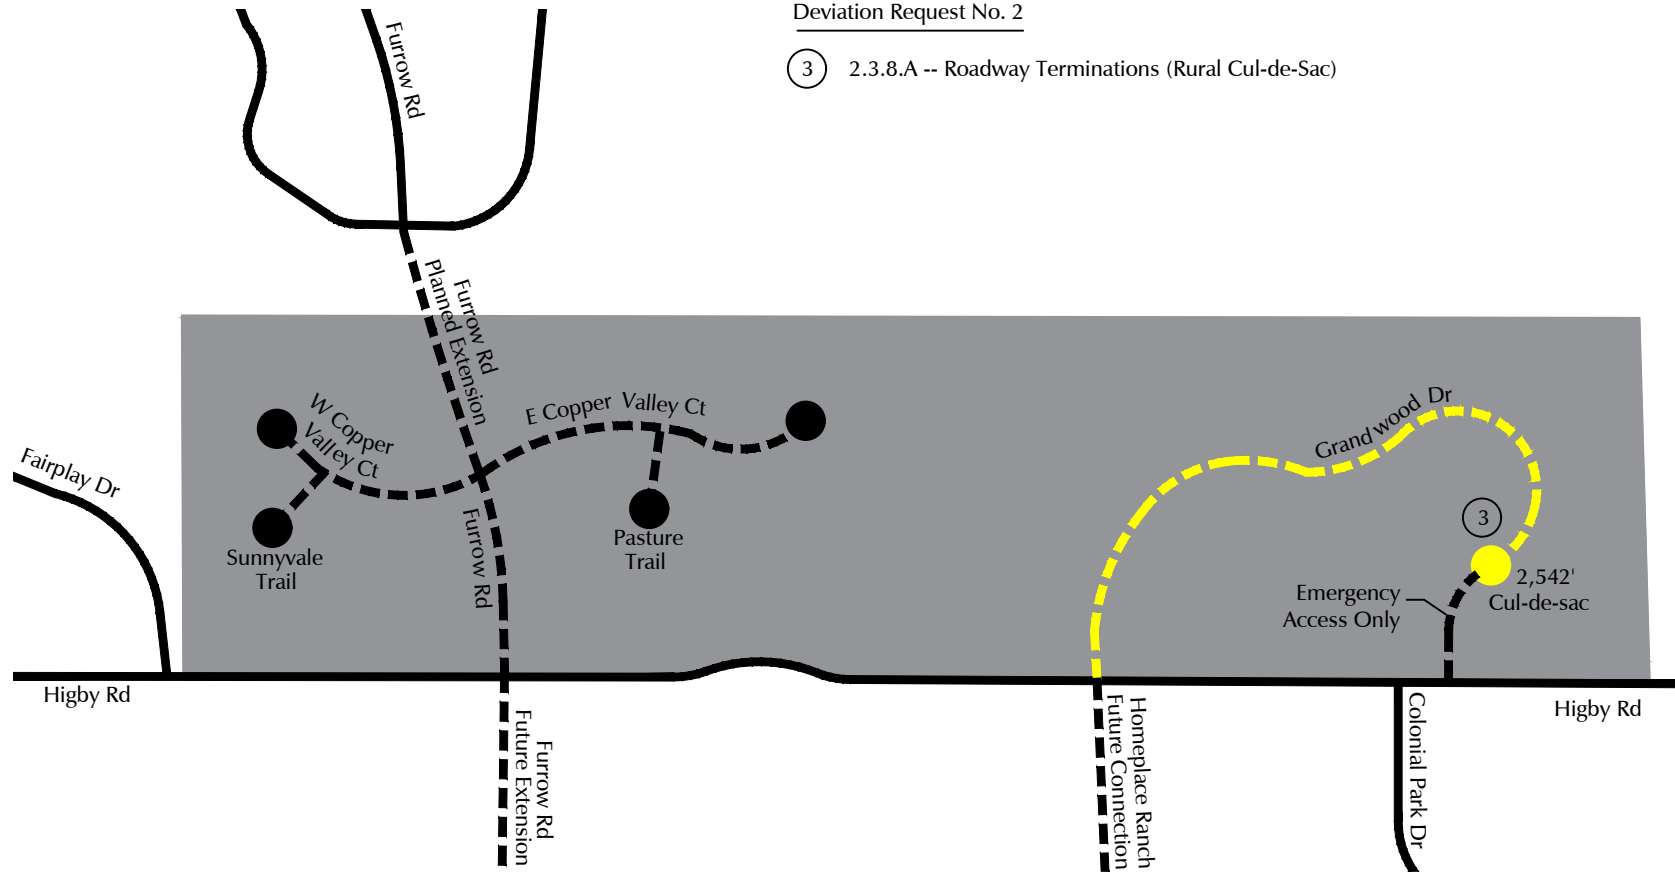 Deviation Request No. 2
3 2.3.8.A -- Roadway Terminations (Rural Cul-de-Sac)
Furrow Rd
Furrow Rd
Planned Extension
W Copper
Valley Ct
E Copper Valley Ct
Grandwood Dr
Fairplay Dr
Sunnyvale
Trail
Furrow Rd
Pasture
Trail
3
2,542'
Cul-de-sac
Emergency
Access Only
Higby Rd
Higby Rd
Furrow Rd
Future Extension
Homeplace Ranch
Future Connection
Colonial Park Dr